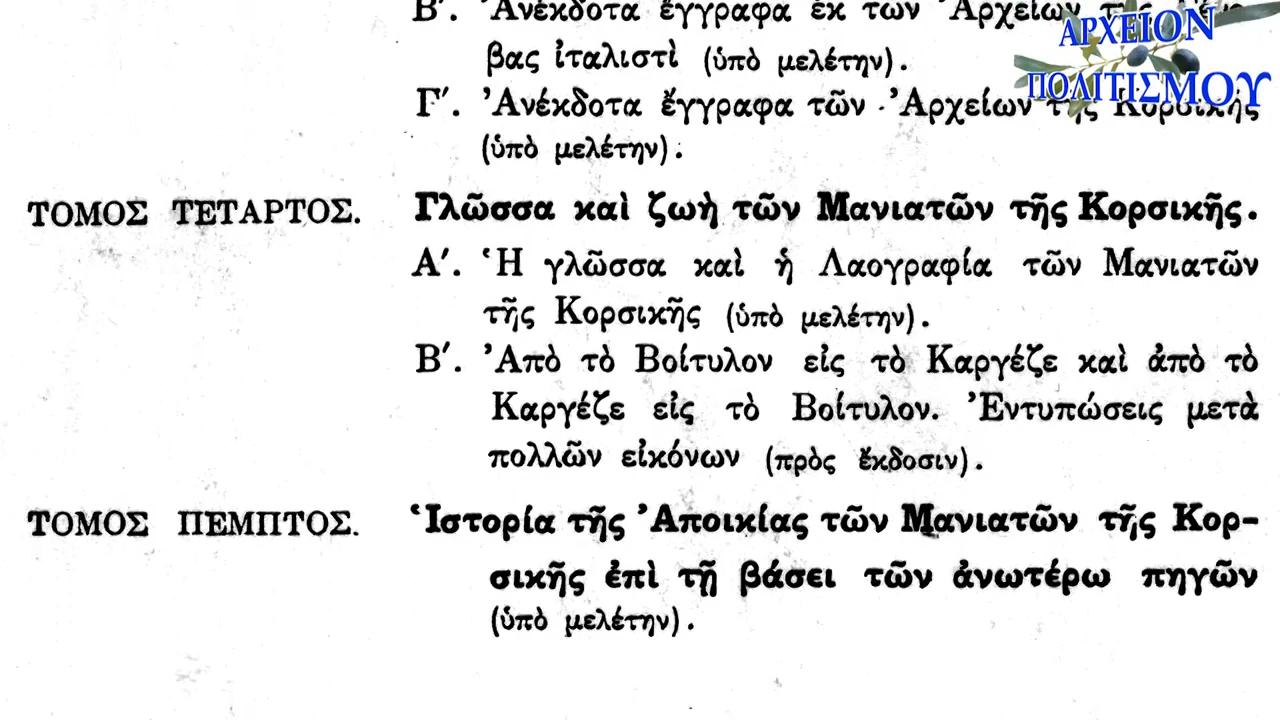 Β΄. Ἀνέκδοτα ἔγγραφα ἐκ τῶν Ἀρχείων τῆς
βας ἰταλιστὶ (ὑπὸ μελέτην).
Γ΄. Ἀνέκδοτα ἔγγραφα τῶν Ἀρχείων τῆς Κορσικῆς
(ὑπὸ μελέτην).
ΤΟΜΟΣ ΤΕΤΑΡΤΟΣ. Γλῶσσα καὶ ζωὴ τῶν Μανιατῶν τῆς Κορσικῆς.
Α΄. Ἡ γλῶσσα καὶ ἡ Λαογραφία τῶν Μανιατῶν
τῆς Κορσικῆς (ὑπὸ μελέτην).
Β΄. Ἀπὸ τὸ Βοίτυλον εἰς τὸ Καργέζε καὶ ἀπὸ τὸ
Καργέζε εἰς τὸ Βοίτυλον. Ἐντυπώσεις μετὰ
πολλῶν εἰκόνων (πρὸς ἔκδοσιν).
ΤΟΜΟΣ ΠΕΜΠΤΟΣ. Ἱστορία τῆς Ἀποικίας τῶν Μανιατῶν τῆς Κορ-
σικῆς ἐπὶ τῇ βάσει τῶν ἀνωτέρω πηγῶν
(ὑπὸ μελέτην).
ΑΡΧΕΙΟΝ
ΠΟΛΙΤΙΣΜΟΥ